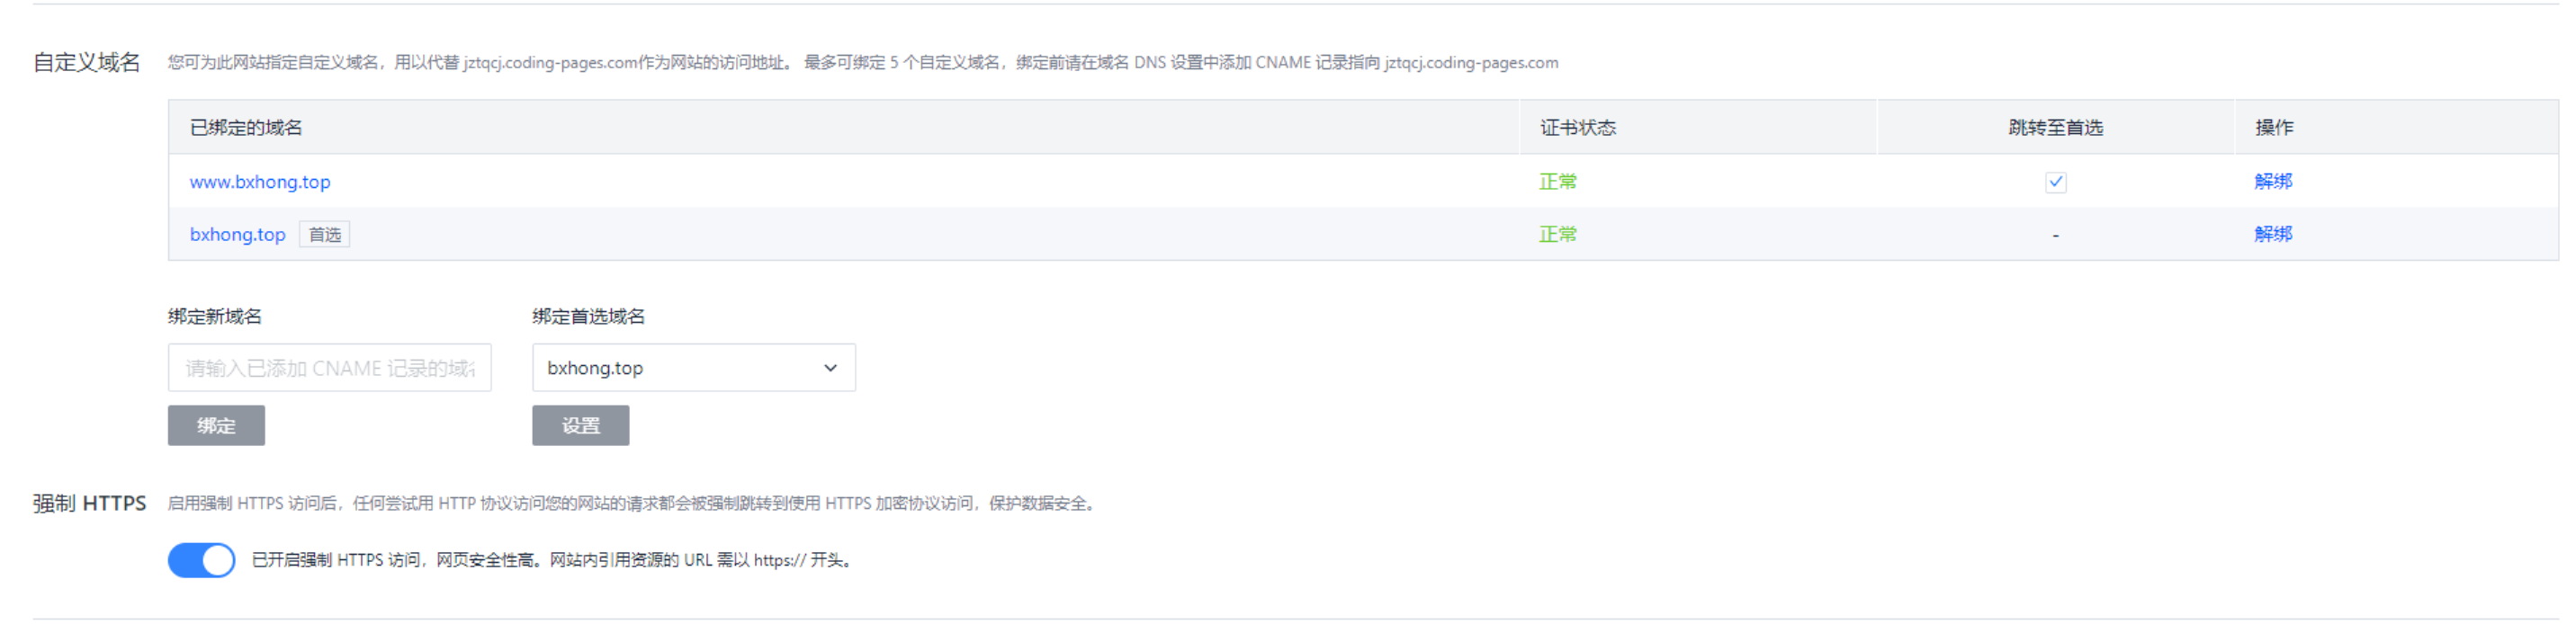 自定义域名 您可为此网站指定自定义域名，用以代替 jztqcj.coding-pages.com作为网站的访问地址。 最多可绑定 5 个自定义域名，绑定前请在域名 DNS 设置中添加 CNAME 记录指向 jztqcj.coding-pages.com
已绑定的域名 证书状态 跳转至首选 操作
www.bxhong.top 正常 解绑
bxhong.top 首选 正常 - 解绑
绑定新域名 绑定首选域名
请输入已添加 CNAME 记录的域 bxhong.top
绑定 设置
强制 HTTPS 启用强制 HTTPS 访问后，任何尝试用 HTTP 协议访问您的网站的请求都会被强制跳转到使用 HTTPS 加密协议访问，保护数据安全。
已开启强制 HTTPS 访问，网页安全性高。网站内引用资源的 URL 需以 https:// 开头。